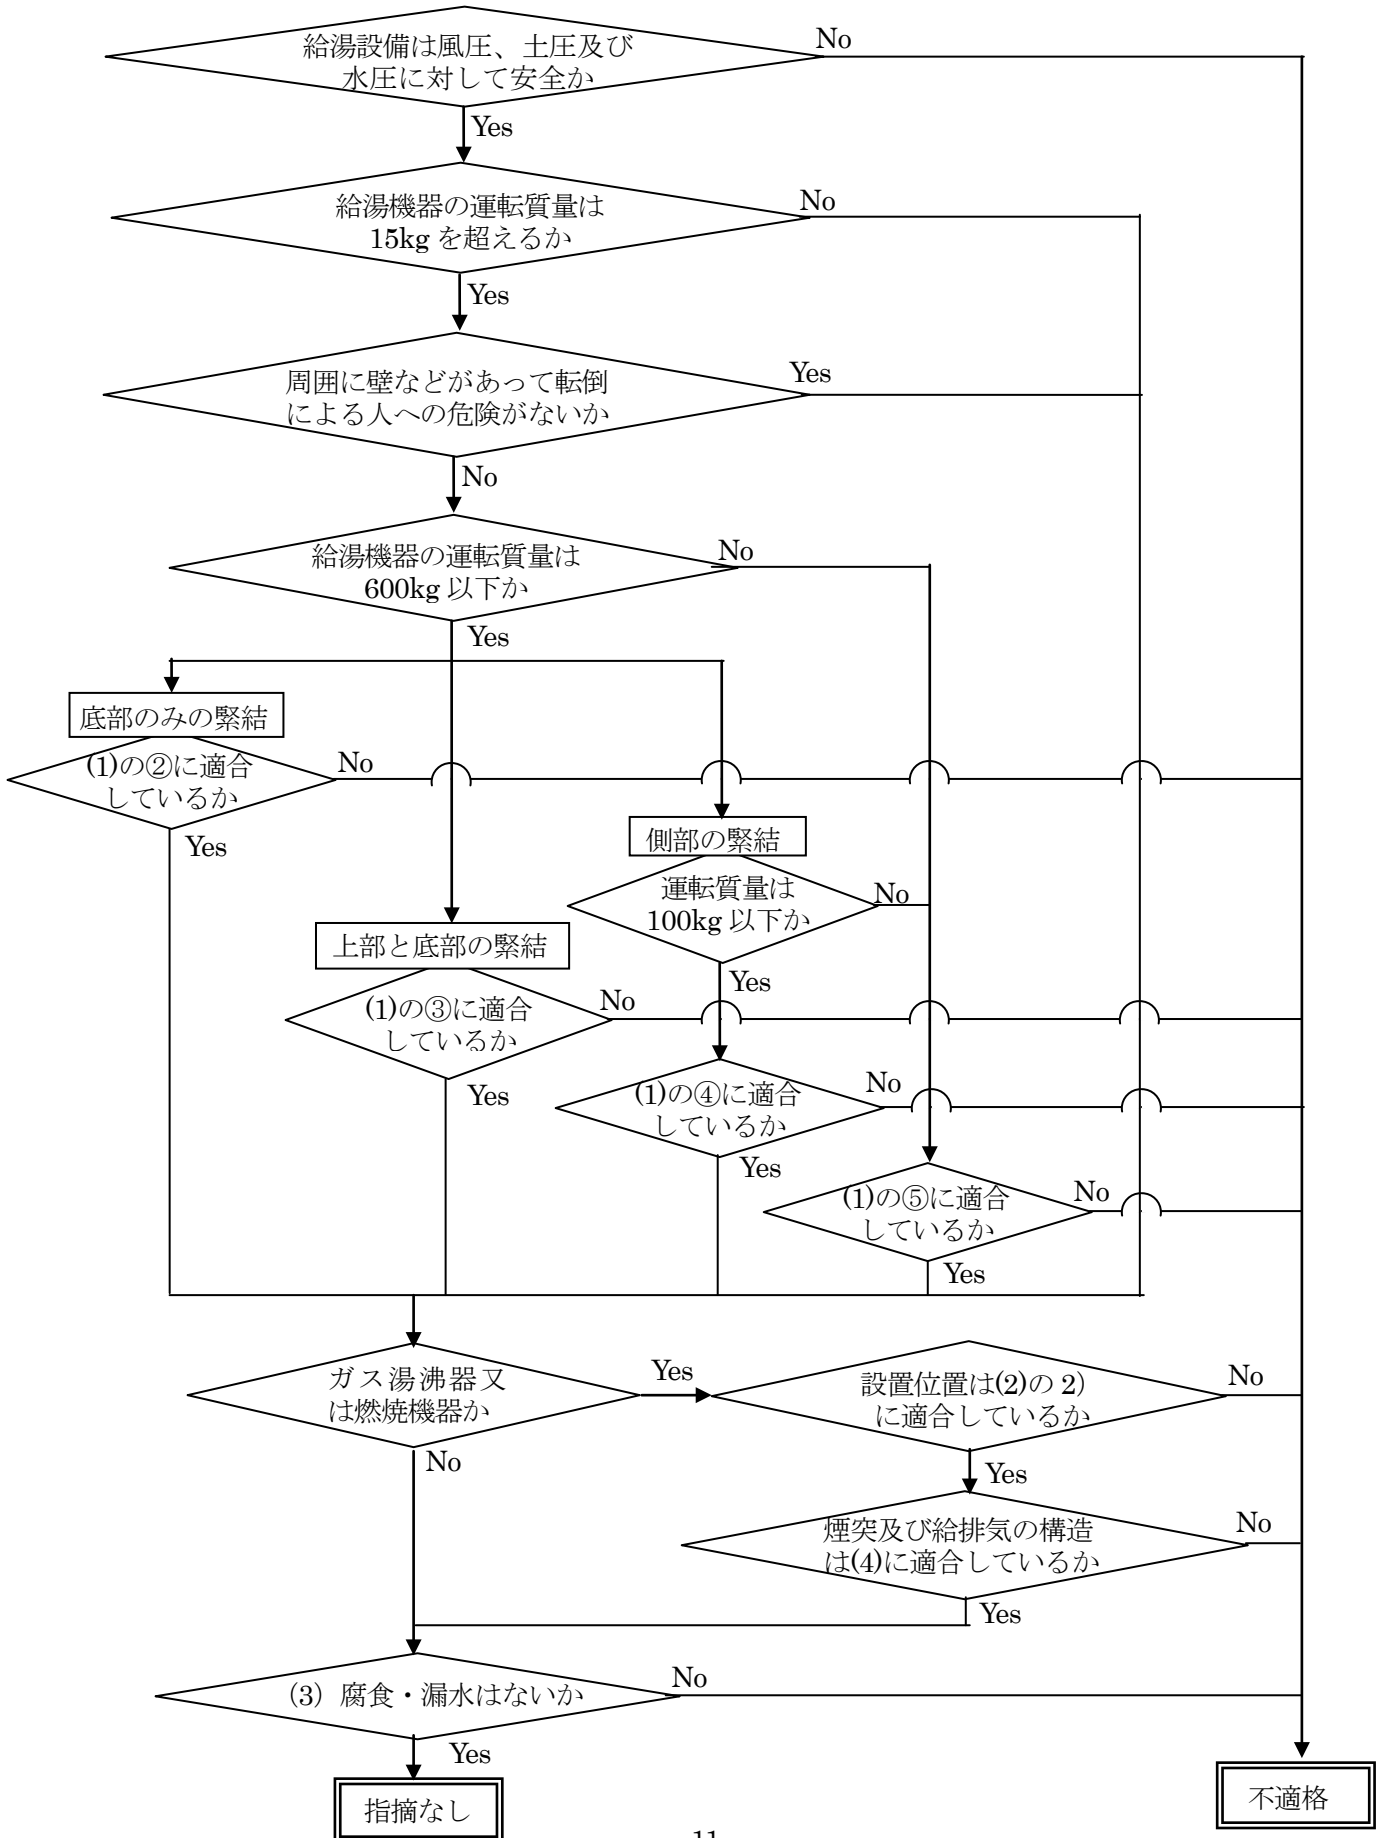 給湯設備は風圧、土圧及び
水圧に対して安全か
No
Yes
給湯機器の運転質量は
15kg を超えるか
No
Yes
周囲に壁などがあって転倒
による人への危険がないか
Yes
No
給湯機器の運転質量は
600kg 以下か
No
Yes
底部のみの緊結
(1)の②に適合
しているか
No
Yes
側部の緊結
運転質量は
100kg 以下か
No
Yes
上部と底部の緊結
(1)の③に適合
しているか
No
Yes
(1)の④に適合
しているか
No
Yes
(1)の⑤に適合
しているか
No
Yes
ガス湯沸器又
は燃焼機器か
Yes
No
設置位置は(2)の 2)
に適合しているか
No
Yes
煙突及び給排気の構造
は(4)に適合しているか
No
Yes
(3) 腐食・漏水はないか
No
Yes
指摘なし
不適格
11